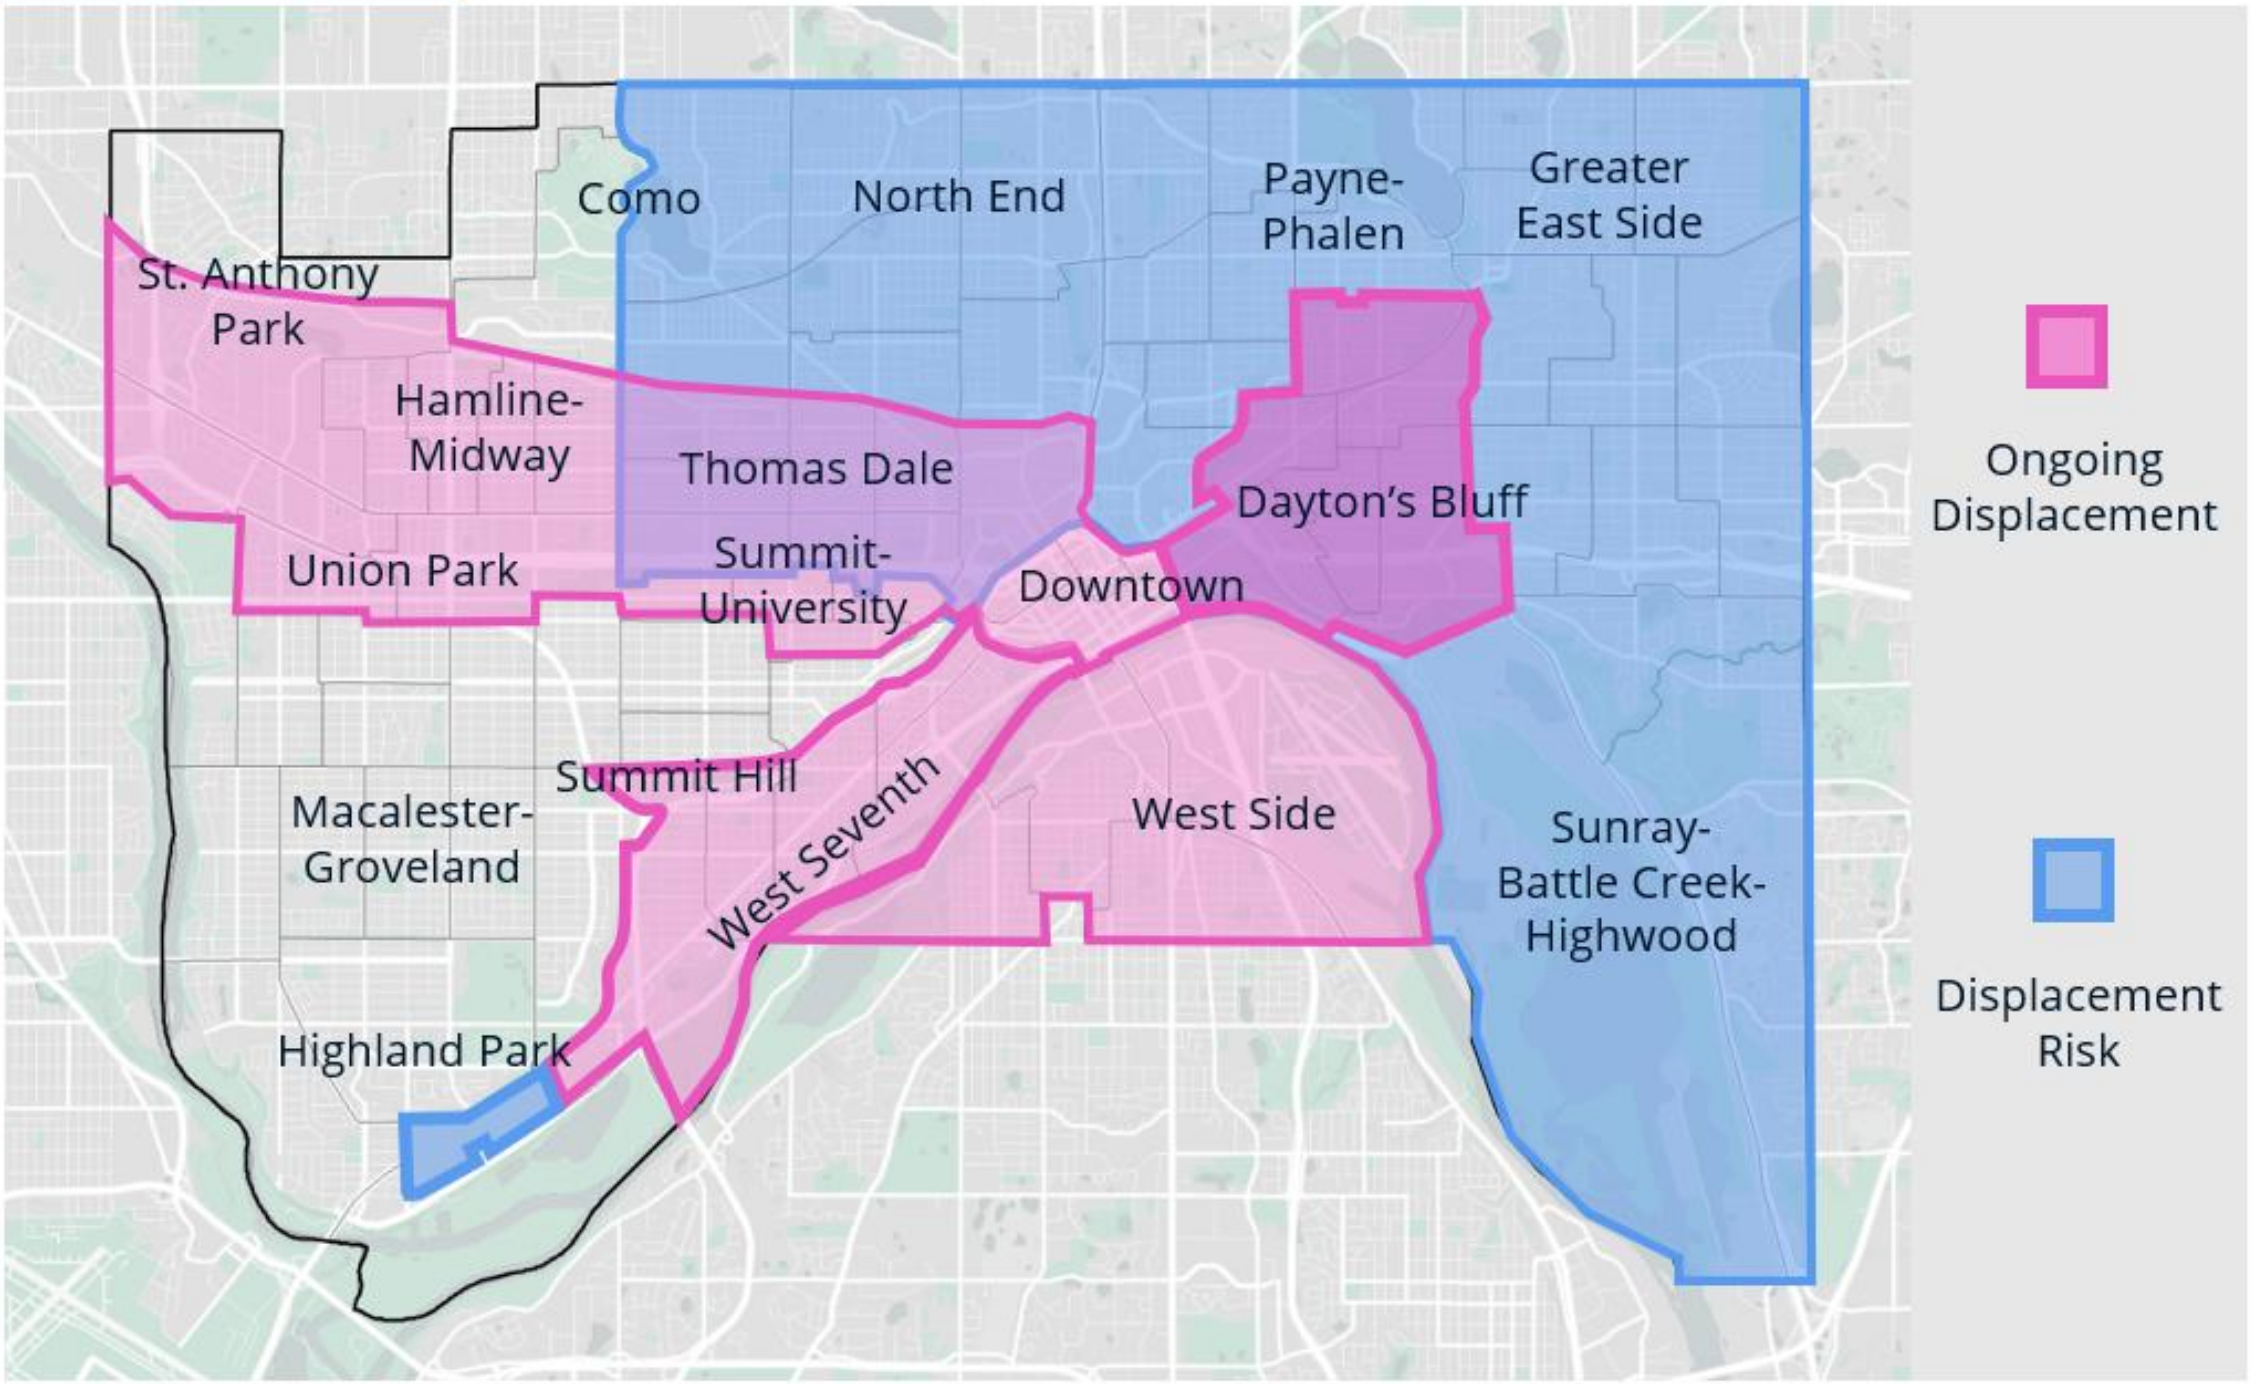 Como
North End
Payne-
Phalen
Greater
East Side
St. Anthony
Park
Hamline-
Midway
Thomas Dale
Dayton's Bluff
Union Park
Summit-
University
Downtown
Summit Hill
Macalester-
Groveland
West Seventh
West Side
Sunray-
Battle Creek-
Highwood
Highland Park
Ongoing
Displacement
Displacement
Risk